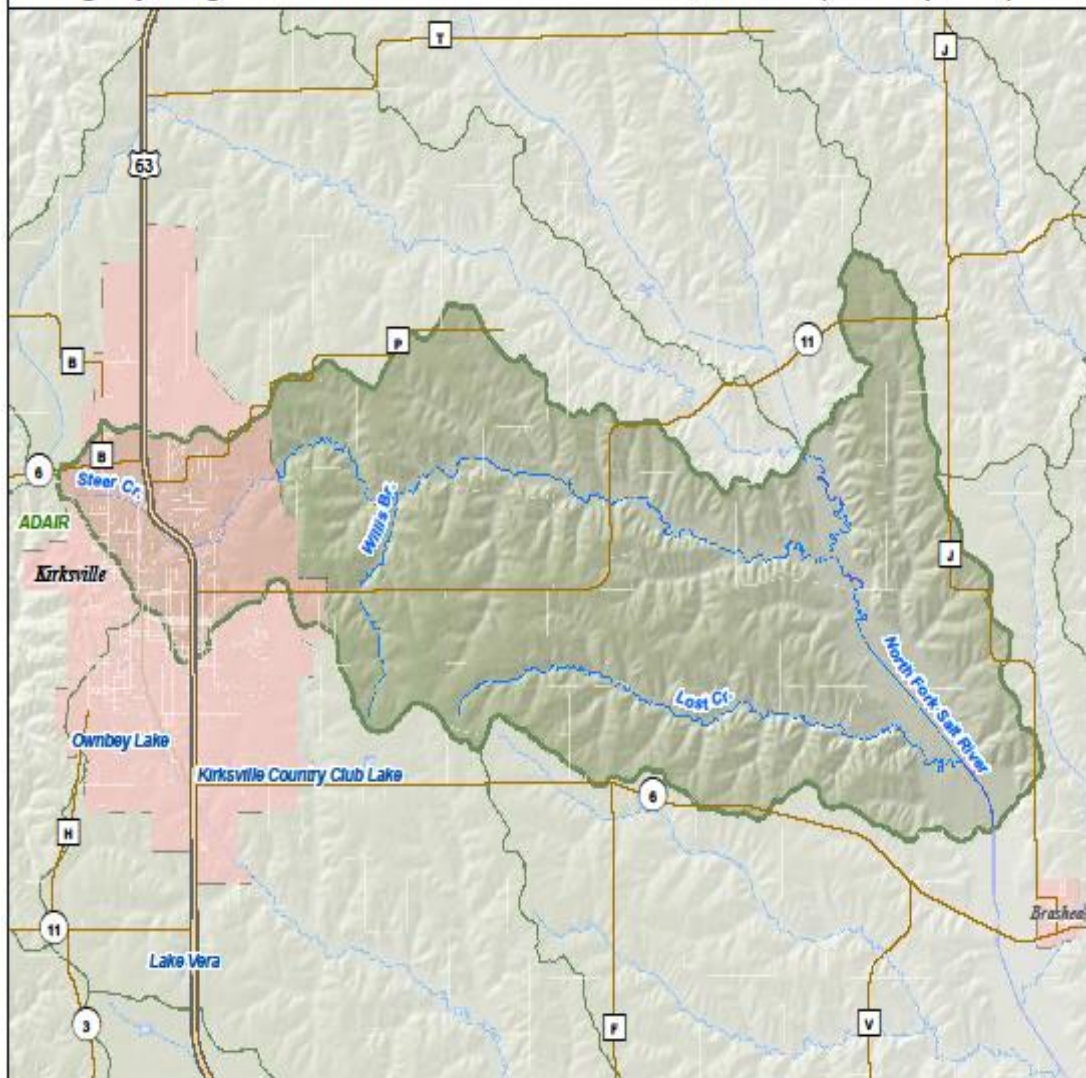 T
J
63
11
P
B
B
6
Steer Cr.
ADAIR
Kirksville
Willis Br.
J
North Fork Salt River
Lost Cr.
Ownbey Lake
Kirksville Country Club Lake
6
H
11
Lake Vera
3
F
V